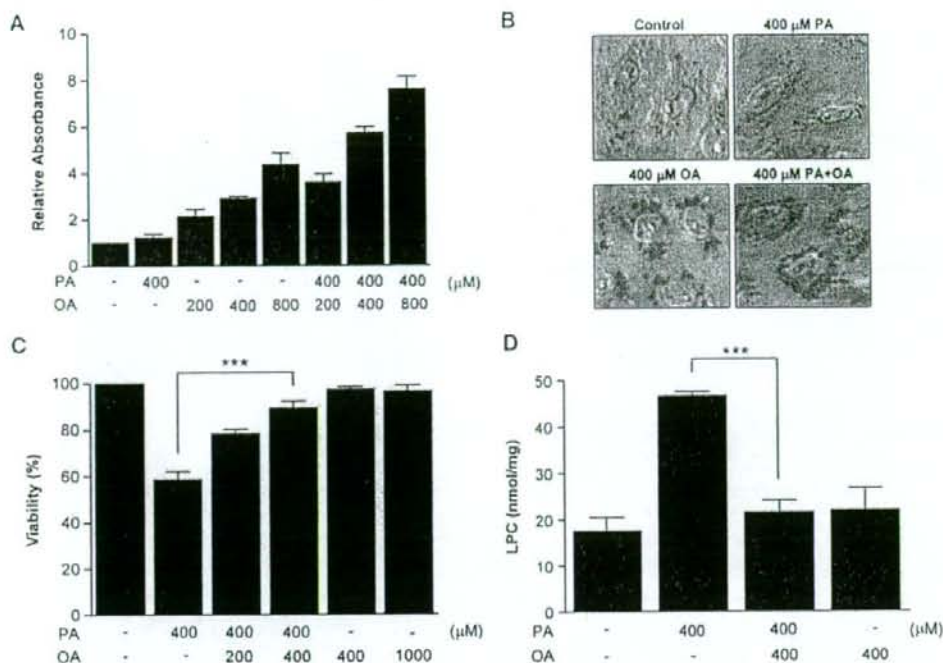 A
10
8
6
4
2
0
Relative Absorbance
PA - 400 - - - 400 400 400 (μM)
OA - - 200 400 800 200 400 800
B
Control
400 μM PA
400 μM OA
400 μM PA+OA
C
***
100
80
60
40
20
0
Viability (%)
PA - 400 400 400 - - (μM)
OA - - 200 400 400 1000
D
***
50
40
30
20
10
0
LPC (nmol/mg)
PA - 400 400 - (μM)
OA - - 400 400